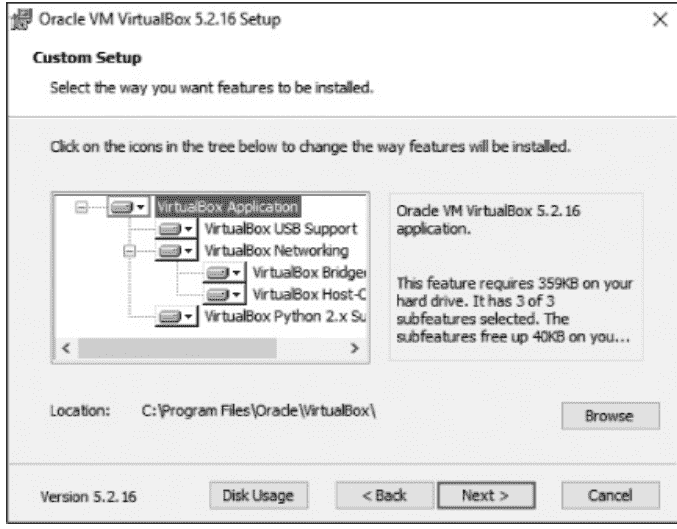 Oracle VM VirtualBox 5.2.16 Setup
Custom Setup
Select the way you want features to be installed.
Click on the icons in the tree below to change the way features will be installed.
VirtualBox Application
VirtualBox USB Support
VirtualBox Networking
VirtualBox Bridge
VirtualBox Host-C
VirtualBox Python 2.x Su
Oracle VM VirtualBox 5.2.16
application.
This feature requires 359KB on your
hard drive. It has 3 of 3
subfeatures selected. The
subfeatures free up 40KB on you...
Location: C:\Program Files\Oracle\VirtualBox\
Browse
Version 5.2.16
Disk Usage
< Back
Next >
Cancel